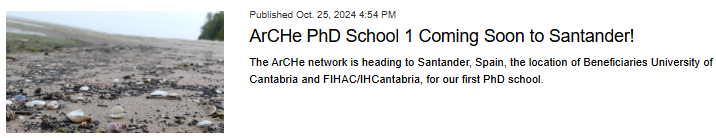 Published Oct. 25, 2024 4:54 PM
ArCHe PhD School 1 Coming Soon to Santander!
The ArCHe network is heading to Santander, Spain, the location of Beneficiaries University of
Cantabria and FIHAC/IHCantabria, for our first PhD school.